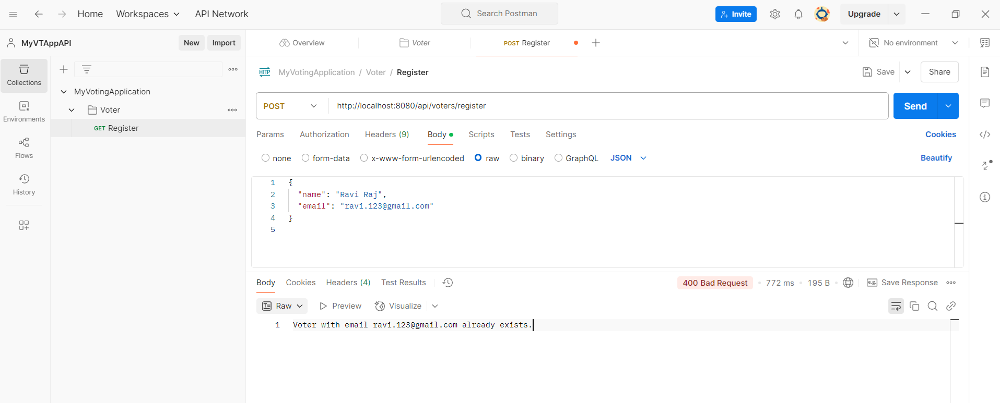 Home Workspaces API Network Search Postman Invite Upgrade
MyVTAppAPI New Import Overview Voter POST Register No environment
Collections
Environments
Flows
History
MyVotingApplication
Voter
GET Register
HTTP MyVotingApplication / Voter / Register Save Share
POST http://localhost:8080/api/voters/register Send
Params Authorization Headers (9) Body Scripts Tests Settings Cookies
none form-data x-www-form-urlencoded raw binary GraphQL JSON Beautify
1 {
2 "name": "Ravi Raj",
3 "email": "ravi.123@gmail.com"
4 }
5
Body Cookies Headers (4) Test Results 400 Bad Request 772 ms 195 B e.g. Save Response
Raw Preview Visualize
1 Voter with email ravi.123@gmail.com already exists.